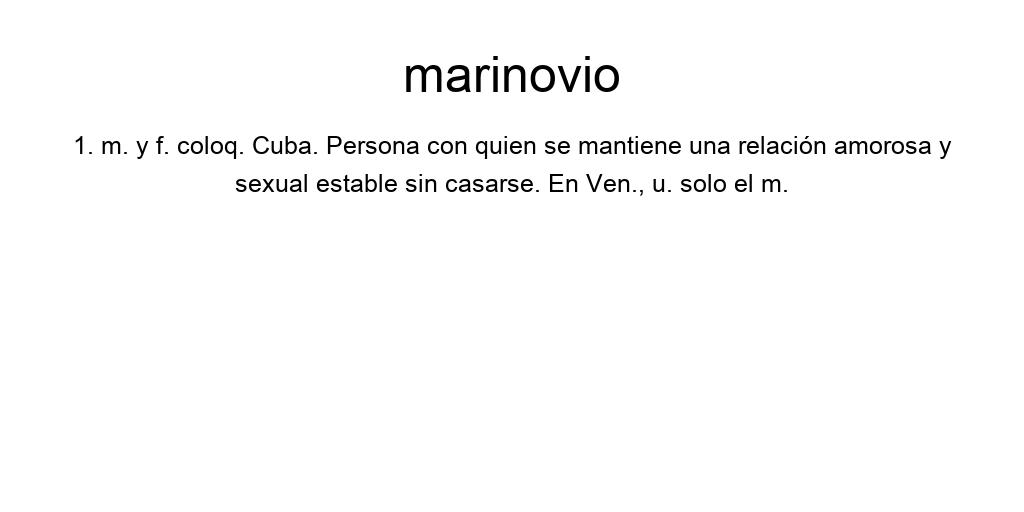 marinovio
1. m. y f. coloq. Cuba. Persona con quien se mantiene una relación amorosa y
sexual estable sin casarse. En Ven., u. solo el m.